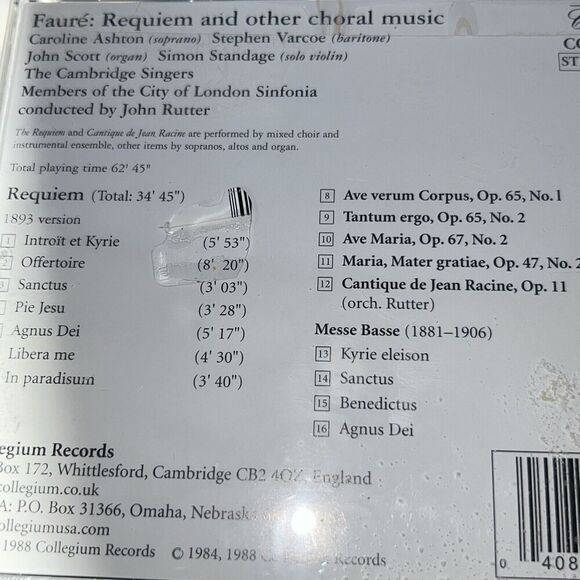 Fauré: Requiem and other choral music
Caroline Ashton (soprano) Stephen Varcoe (baritone)
John Scott (organ) Simon Standage (solo violin)
The Cambridge Singers
Members of the City of London Sinfonia
conducted by John Rutter
The Requiem and Cantique de Jean Racine are performed by mixed choir and
instrumental ensemble, other items by sopranos, altos and organ.
Total playing time 62' 45"
Requiem (Total: 34' 45")
1893 version
1 Introït et Kyrie (5' 53")
Offertoire (8' 20")
Sanctus (3' 03")
Pie Jesu (3' 28")
Agnus Dei (5' 17")
Libera me (4' 30")
In paradisum (3' 40")
8 Ave verum Corpus, Op. 65, No. 1
9 Tantum ergo, Op. 65, No. 2
10 Ave Maria, Op. 67, No. 2
11 Maria, Mater gratiae, Op. 47, No. 2
12 Cantique de Jean Racine, Op. 11
(orch. Rutter)
Messe Basse (1881–1906)
13 Kyrie eleison
14 Sanctus
15 Benedictus
16 Agnus Dei
legium Records
Box 172, Whittlesford, Cambridge CB2 4QZ, England
collegium.co.uk
A: P.O. Box 31366, Omaha, Nebraska
ollegiumusa.com
1988 Collegium Records © 1984, 1988 Records
CO
ST
0 408